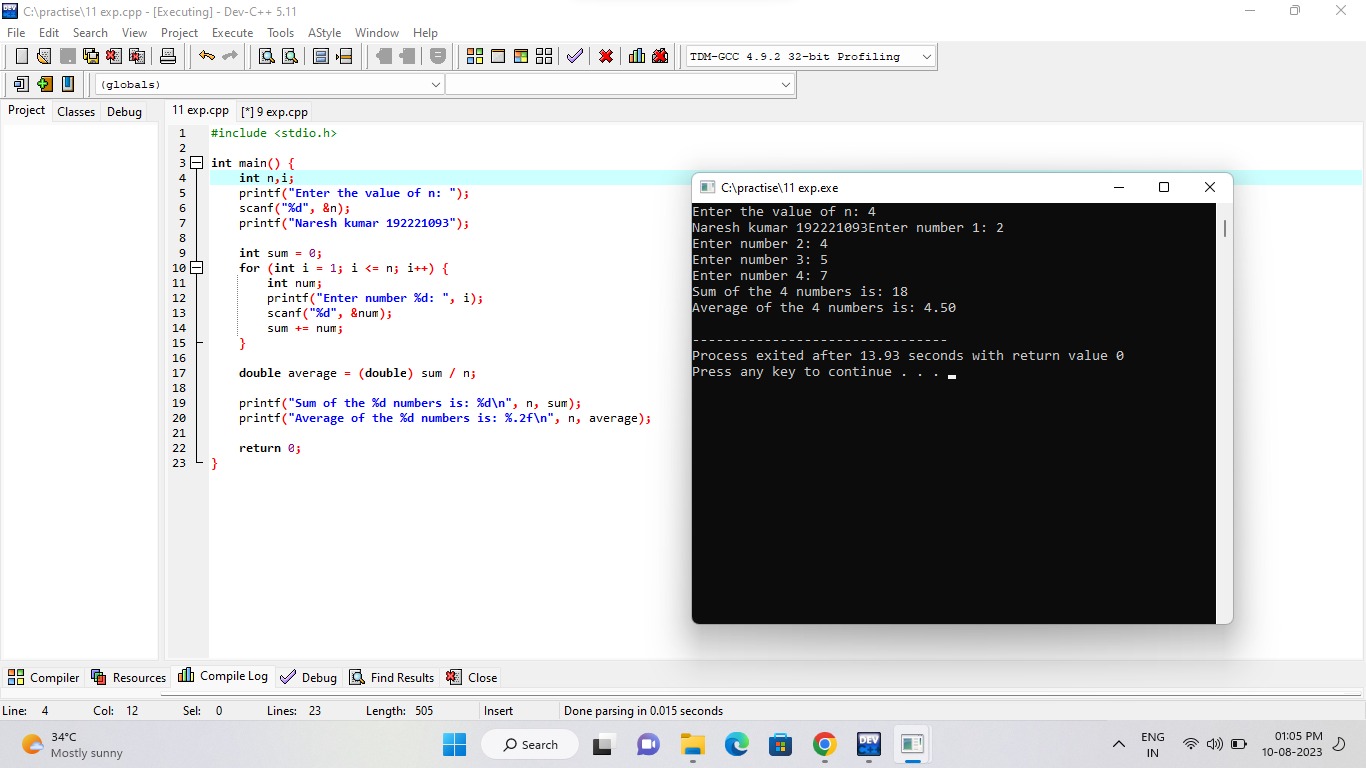 C:\practise\11 exp.cpp - [Executing] - Dev-C++ 5.11
File Edit Search View Project Execute Tools AStyle Window Help
TDM-GCC 4.9.2 32-bit Profiling
(globals)
Project Classes Debug
11 exp.cpp [*] 9 exp.cpp
1 #include <stdio.h>
2
3 int main() {
4 int n,i;
5 printf("Enter the value of n: ");
6 scanf("%d", &n);
7 printf("Naresh kumar 192221093");
8
9 int sum = 0;
10 for (int i = 1; i <= n; i++) {
11 int num;
12 printf("Enter number %d: ", i);
13 scanf("%d", &num);
14 sum += num;
15 }
16
17 double average = (double) sum / n;
18
19 printf("Sum of the %d numbers is: %d\n", n, sum);
20 printf("Average of the %d numbers is: %.2f\n", n, average);
21
22 return 0;
23 }
C:\practise\11 exp.exe
Enter the value of n: 4
Naresh kumar 192221093Enter number 1: 2
Enter number 2: 4
Enter number 3: 5
Enter number 4: 7
Sum of the 4 numbers is: 18
Average of the 4 numbers is: 4.50
--------------------------------
Process exited after 13.93 seconds with return value 0
Press any key to continue . . .
Compiler Resources Compile Log Debug Find Results Close
Line: 4 Col: 12 Sel: 0 Lines: 23 Length: 505 Insert Done parsing in 0.015 seconds
34°C
Mostly sunny
Search
DEV
ENG
IN
01:05 PM
10-08-2023